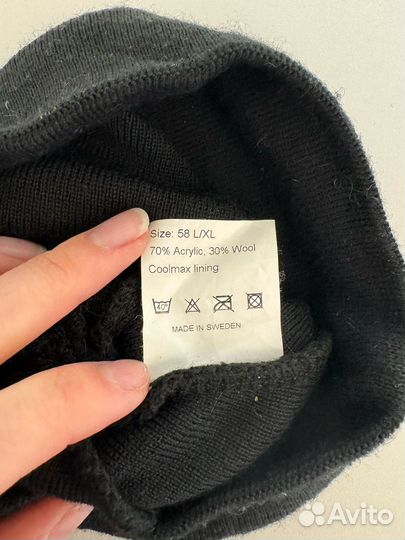 Size: 58 L/XL
70% Acrylic, 30% Wool
Coolmax lining
40°
MADE IN SWEDEN
Avito